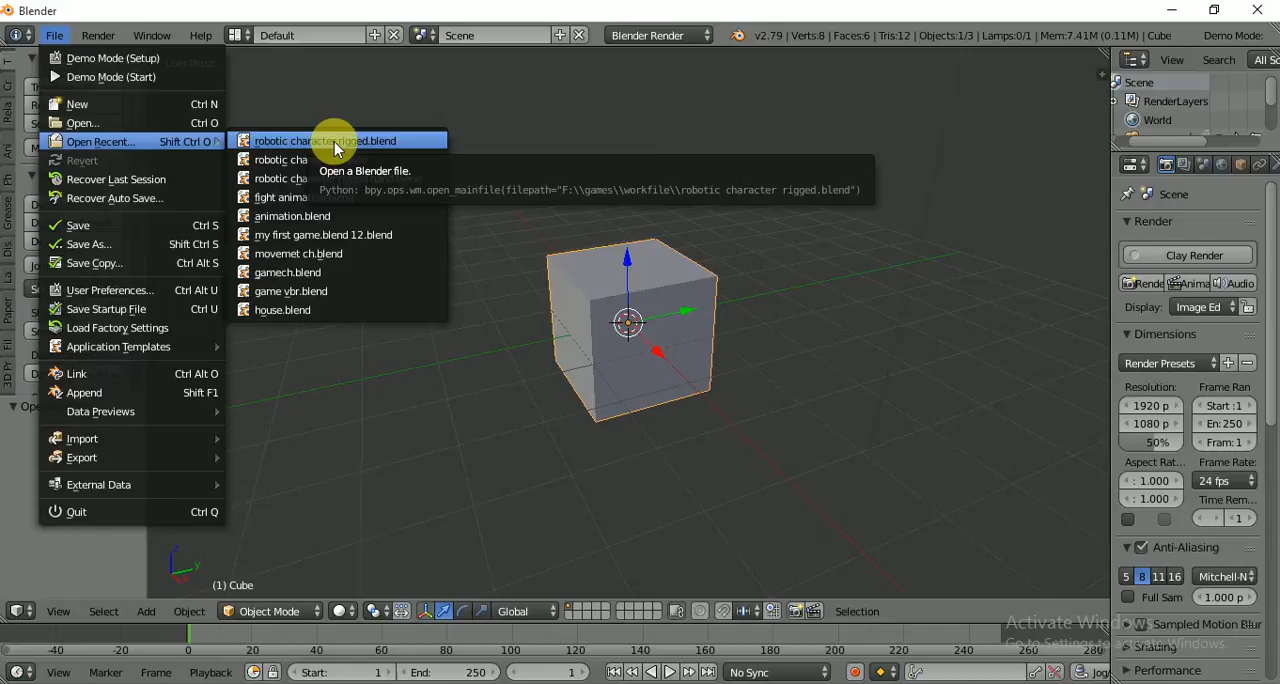 Blender
File Render Window Help Default Scene Blender Render v2.79 | Verts:8 | Faces:6 | Tris:12 | Objects:1/3 | Lamps:0/1 | Mem:7.41M (0.11M) | Cube Demo Mode:
Demo Mode (Setup)
Demo Mode (Start)
New Ctrl N
Open... Ctrl O
Open Recent... Shift Ctrl O
Revert
Recover Last Session
Recover Auto Save...
Save Ctrl S
Save As... Shift Ctrl S
Save Copy... Ctrl Alt S
User Preferences... Ctrl Alt U
Save Startup File Ctrl U
Load Factory Settings
Application Templates
Link Ctrl Alt O
Append Shift F1
Data Previews
Import
Export
External Data
Quit Ctrl Q
robotic character rigged.blend
robotic cha
robotic cha
fight anima
animation.blend
my first game.blend 12.blend
movemet ch.blend
gamech.blend
game vbr.blend
house.blend
Open a Blender file.
Python: bpy.ops.wm.open_mainfile(filepath="F:\\games\\workfile\\robotic character rigged.blend")
User Persp
z
y
(1) Cube
View Search All Sc
Scene
RenderLayers
World
Scene
Render
Clay Render
Rende Anima Audio
Display: Image Ed
Dimensions
Render Presets
Resolution: Frame Ran
1920 p Start :1
1080 p En: 250
50% Fram: 1
Aspect Rat... Frame Rate:
: 1.000 24 fps
: 1.000 Time Rem...
1
Anti-Aliasing
5 8 11 16 Mitchell-N
Full Sam 1.000 p
Sampled Motion Blur
Shading
Performance
Activate Windows
Go to Settings to activate Windows.
View Select Add Object Object Mode Global Selection
-40 -20 0 20 40 60 80 100 120 140 160 180 200 220 240 260 280
View Marker Frame Playback Start: 1 End: 250 1 No Sync